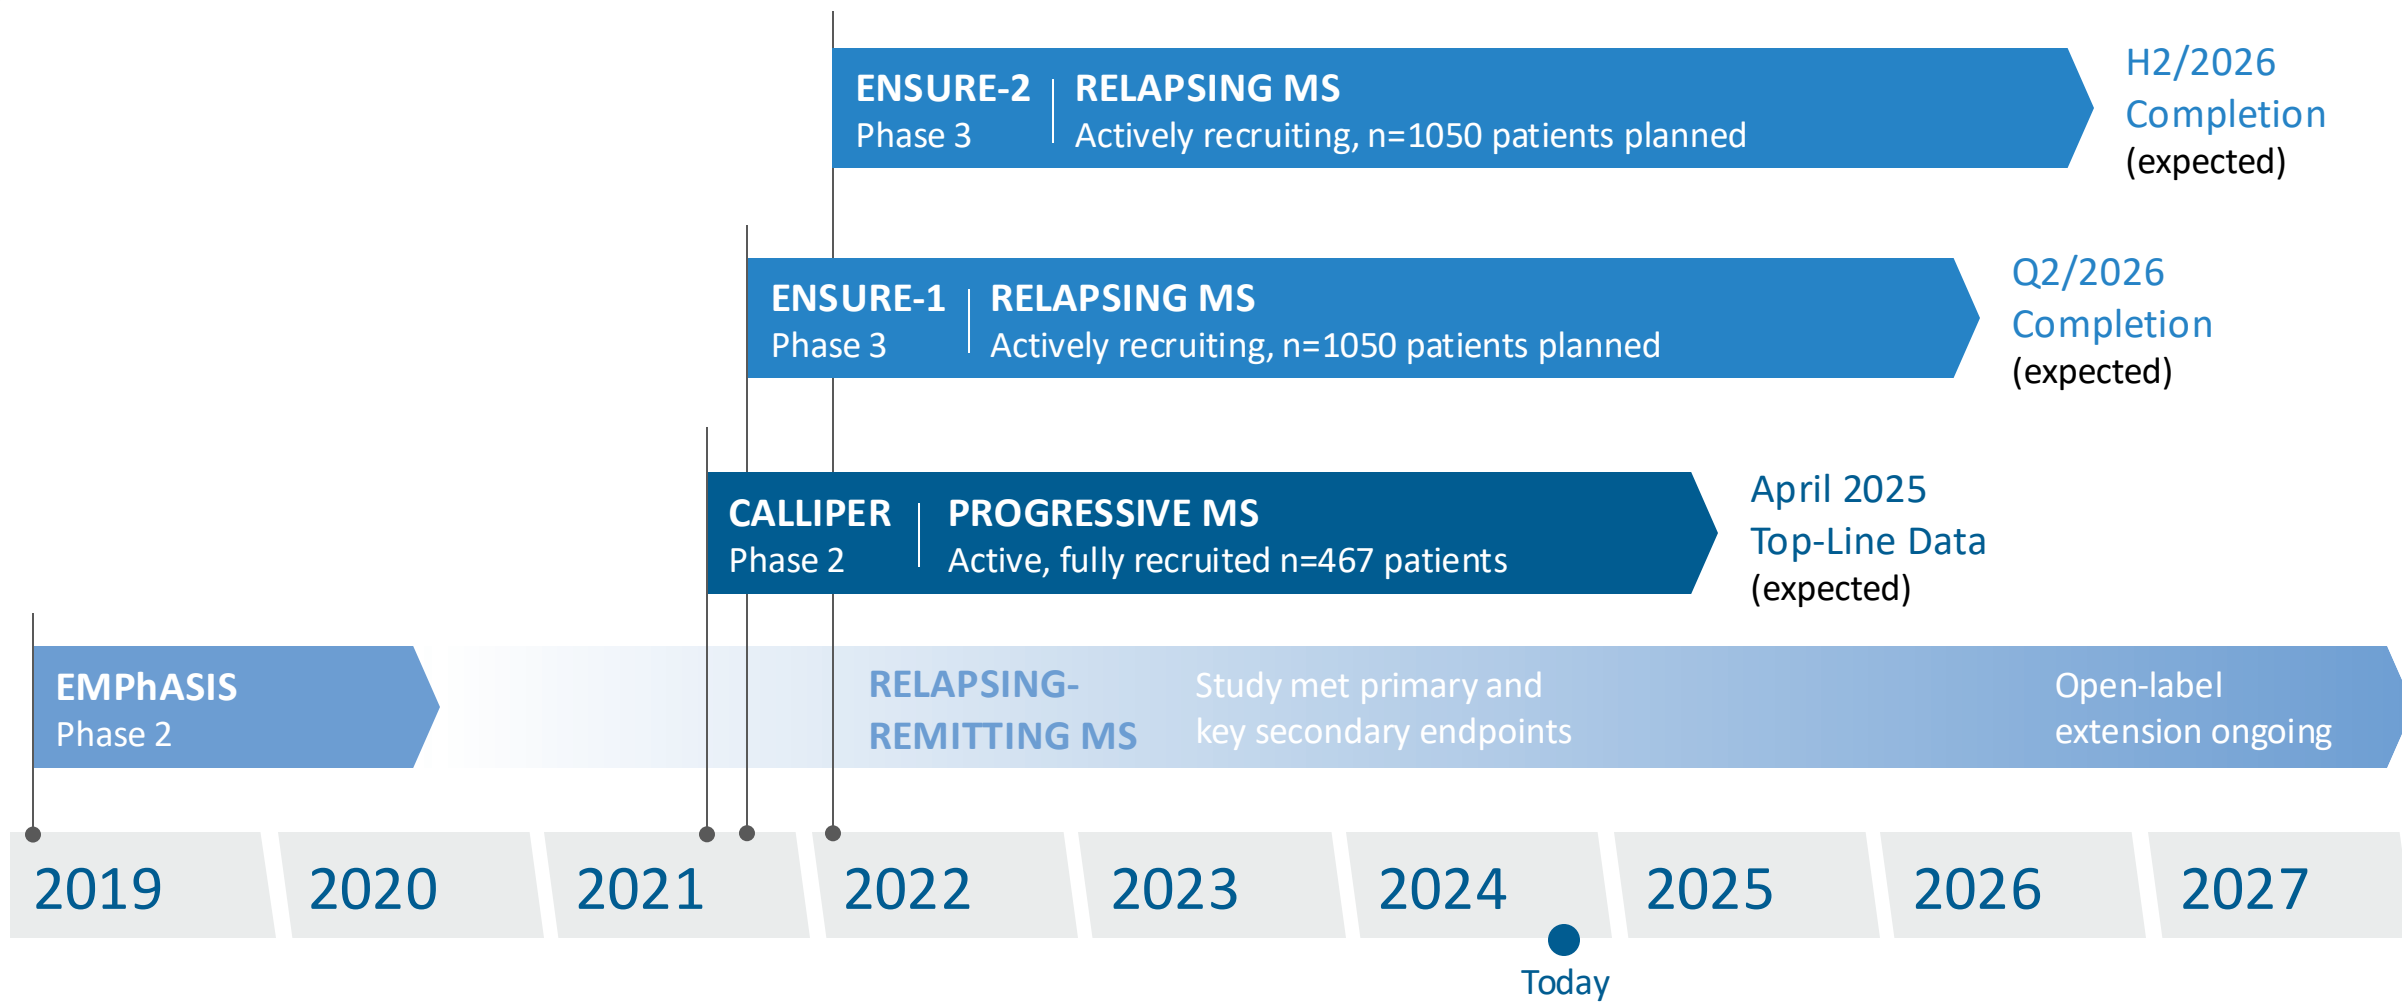 ENSURE-2
Phase 3
RELAPSING MS
Actively recruiting, n=1050 patients planned
H2/2026
Completion
(expected)
ENSURE-1
Phase 3
RELAPSING MS
Actively recruiting, n=1050 patients planned
Q2/2026
Completion
(expected)
CALLIPER
Phase 2
PROGRESSIVE MS
Active, fully recruited n=467 patients
April 2025
Top-Line Data
(expected)
EMPhASIS
Phase 2
RELAPSING-
REMITTING MS
Study met primary and
key secondary endpoints
Open-label
extension ongoing
2019
2020
2021
2022
2023
2024
2025
2026
2027
Today